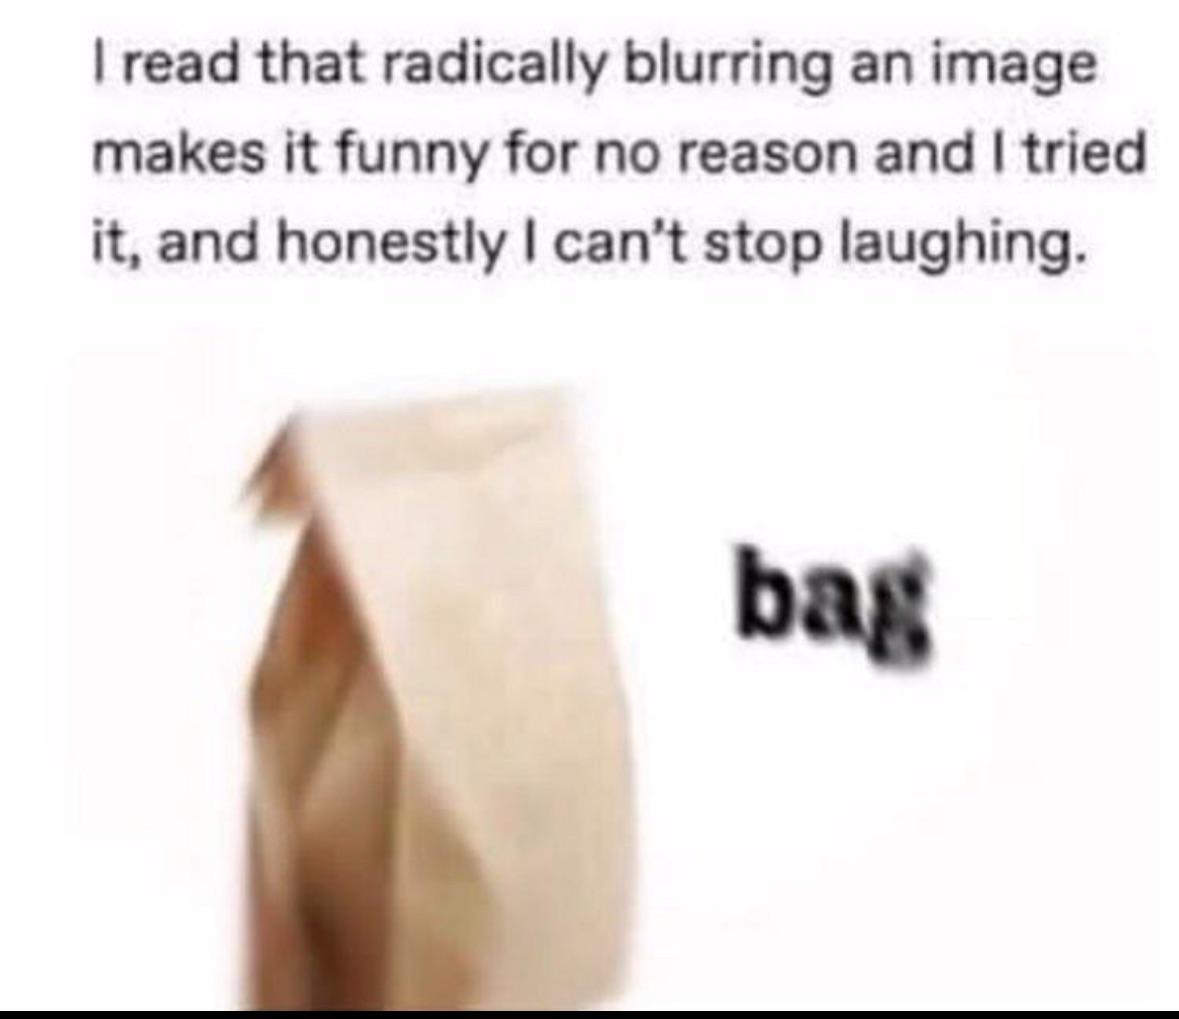 I read that radically blurring an image
makes it funny for no reason and I tried
it, and honestly I can't stop laughing.
bag